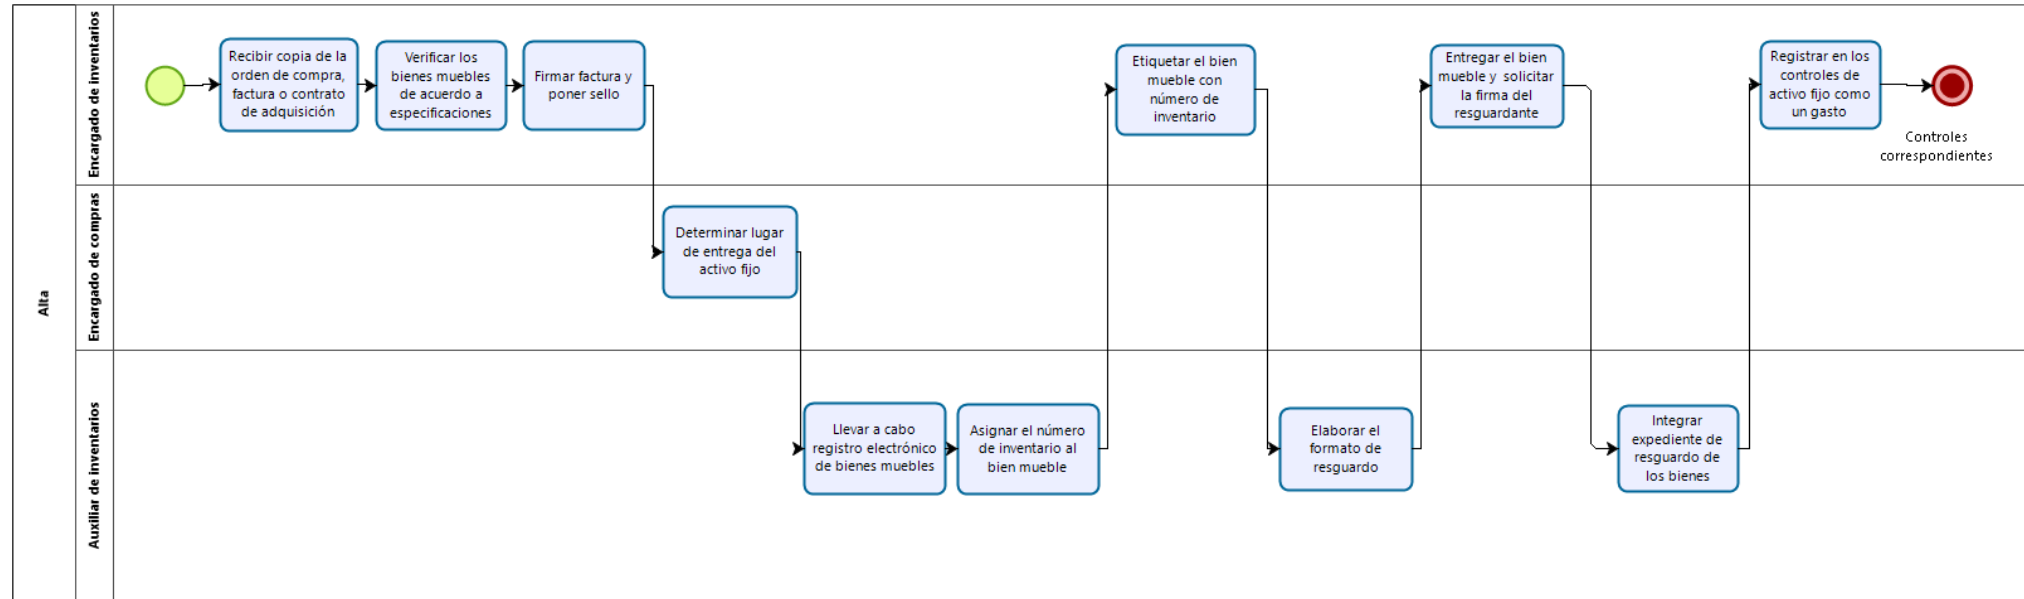 Alta
Encargado de inventarios
Recibir copia de la
orden de compra,
factura o contrato
de adquisición
Verificar los
bienes muebles
de acuerdo a
especificaciones
Firmar factura y
poner sello
Etiquetar el bien
mueble con
número de
inventario
Entregar el bien
mueble y solicitar
la firma del
resguardante
Registrar en los
controles de
activo fijo como
un gasto
Controles
correspondientes
Encargado de compras
Determinar lugar
de entrega del
activo fijo
Auxiliar de inventarios
Llevar a cabo
registro electrónico
de bienes muebles
Asignar el número
de inventario al
bien mueble
Elaborar el
formato de
resguardo
Integrar
expediente de
resguardo de
los bienes